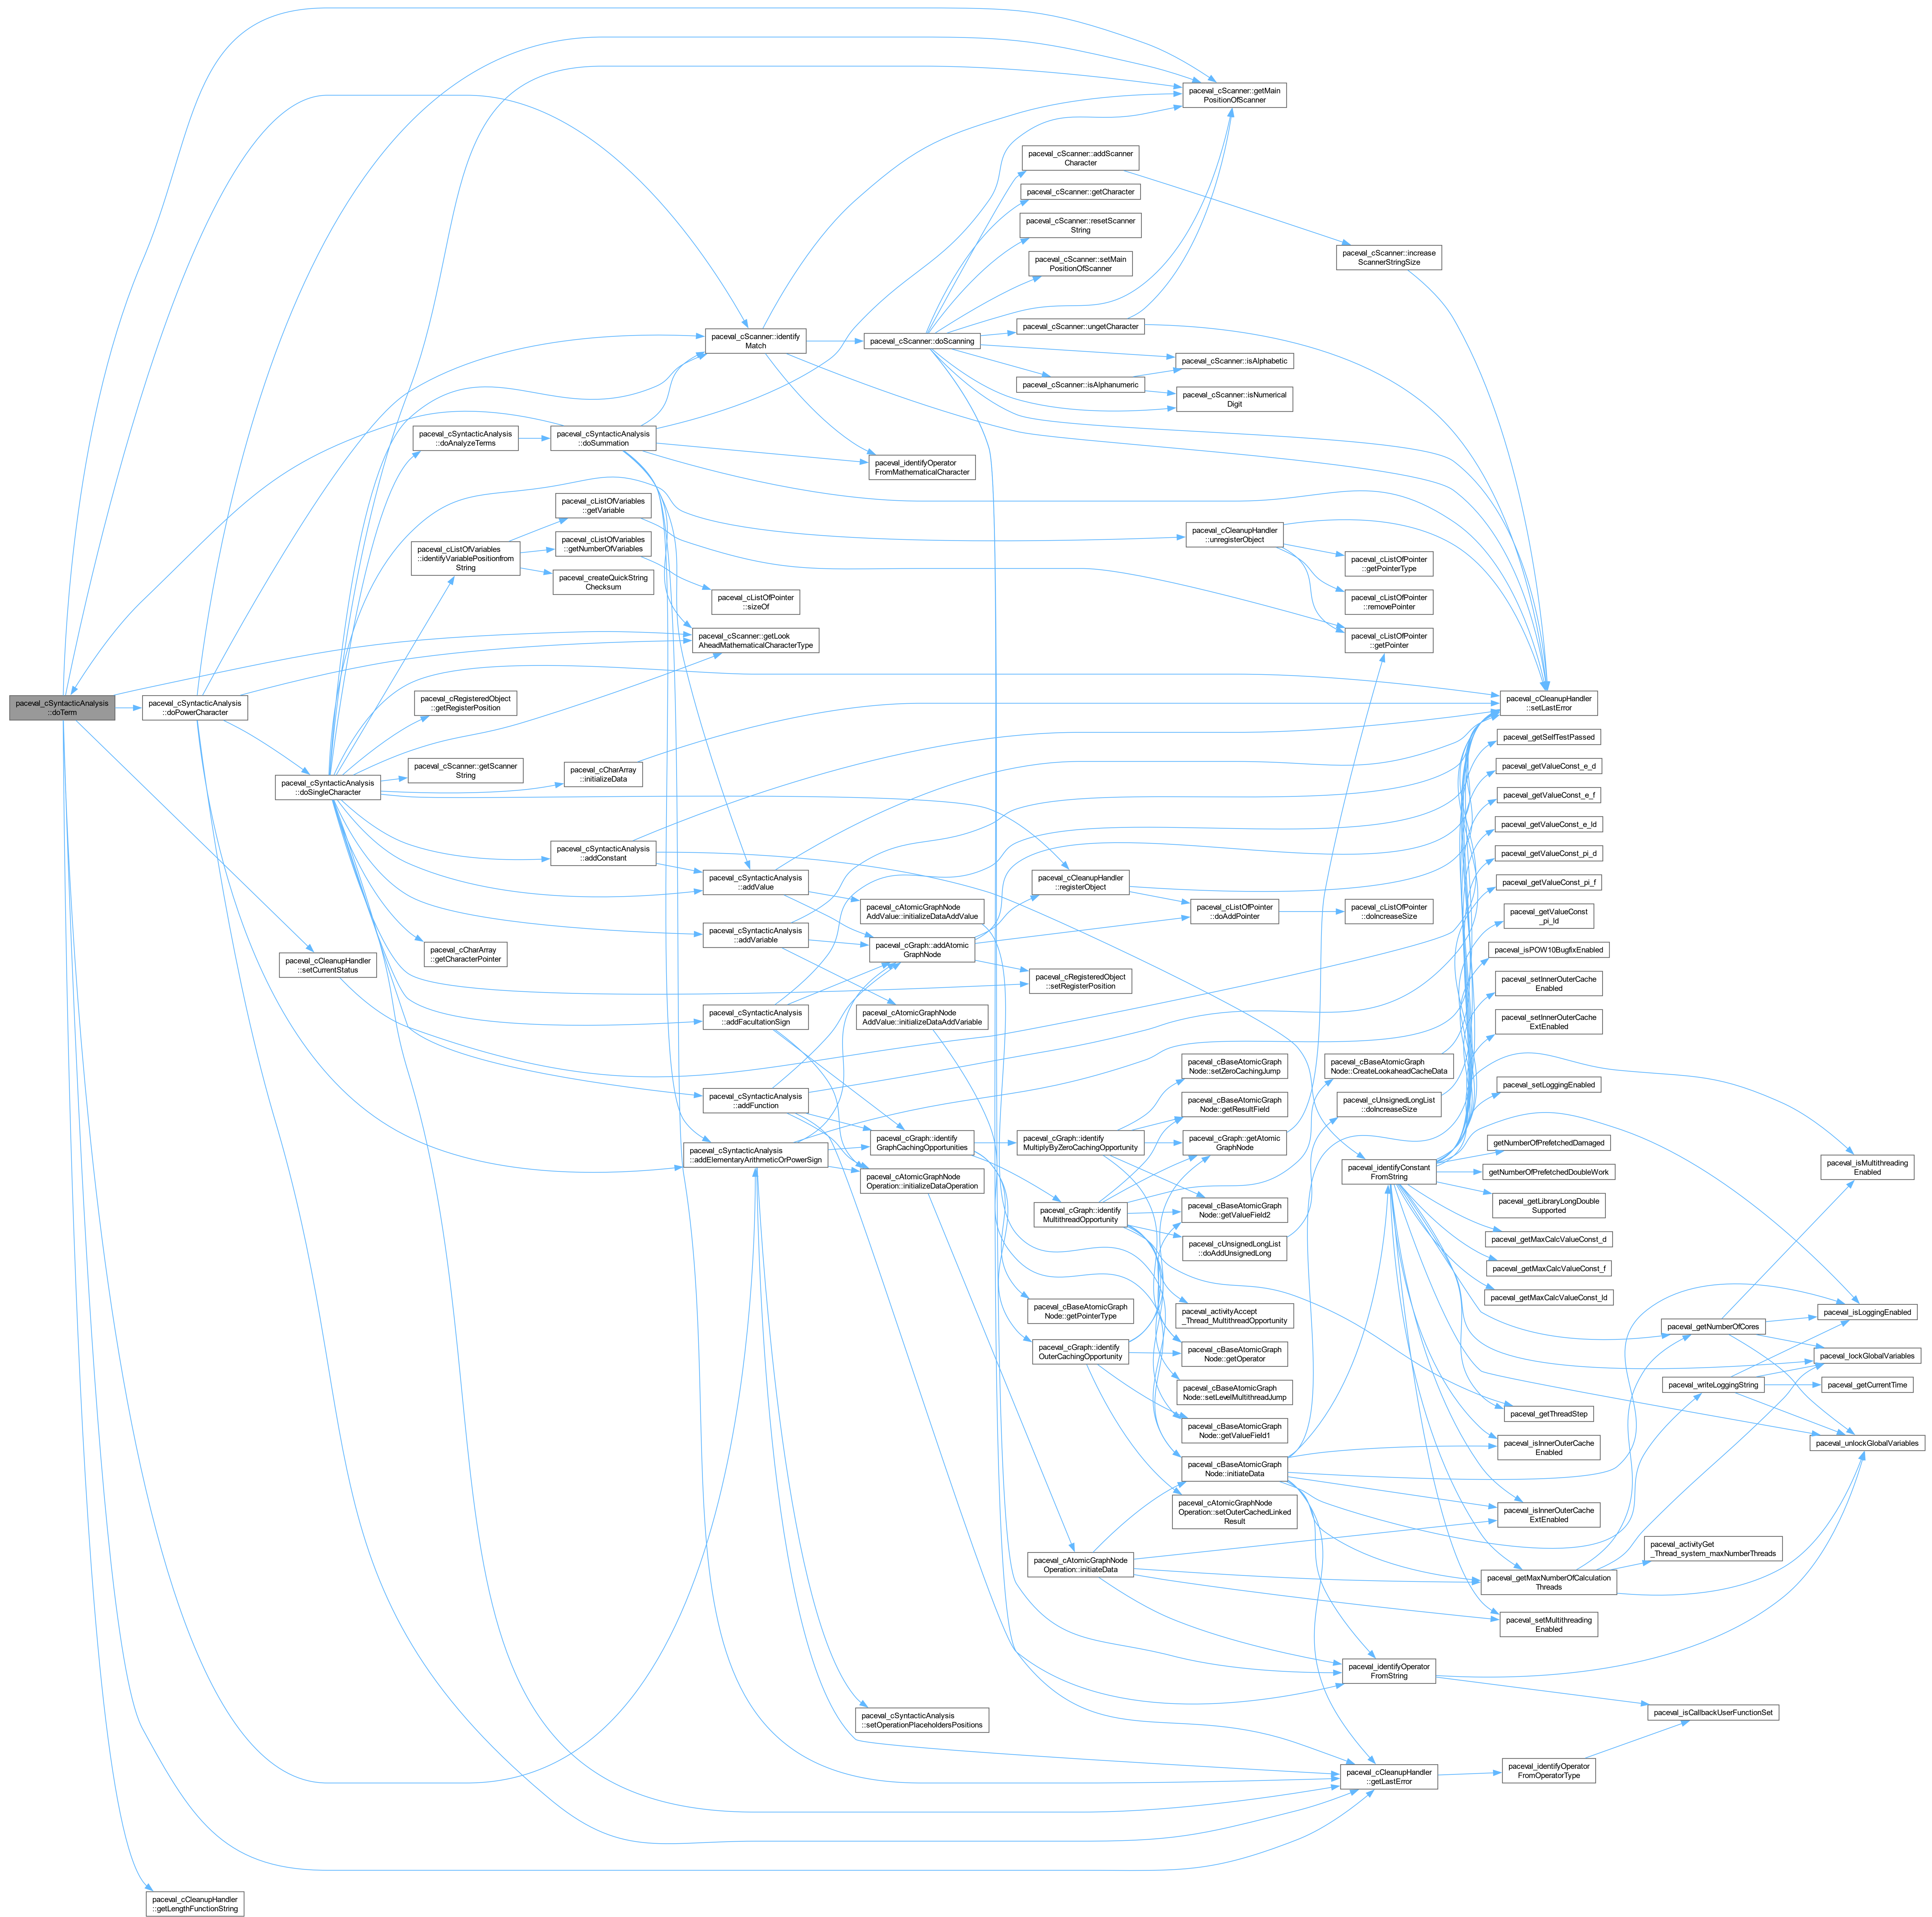 paceval_cScanner::getMain
PositionOfScanner
paceval_cScanner::addScanner
Character
paceval_cScanner::getCharacter
paceval_cScanner::resetScanner
String
paceval_cScanner::increase
ScannerStringSize
paceval_cScanner::setMain
PositionOfScanner
paceval_cScanner::ungetCharacter
paceval_cScanner::identify
Match
paceval_cScanner::doScanning
paceval_cScanner::isAlphabetic
paceval_cScanner::isAlphanumeric
paceval_cScanner::isNumerical
Digit
paceval_cSyntacticAnalysis
::doAnalyzeTerms
paceval_cSyntacticAnalysis
::doSummation
paceval_identifyOperator
FromMathematicalCharacter
paceval_cListOfVariables
::getVariable
paceval_cListOfVariables
::identifyVariablePositionfrom
String
paceval_cListOfVariables
::getNumberOfVariables
paceval_createQuickString
Checksum
paceval_cCleanupHandler
::unregisterObject
paceval_cListOfPointer
::getPointerType
paceval_cListOfPointer
::removePointer
paceval_cListOfPointer
::sizeOf
paceval_cScanner::getLook
AheadMathematicalCharacterType
paceval_cListOfPointer
::getPointer
paceval_cSyntacticAnalysis
::doTerm
paceval_cSyntacticAnalysis
::doPowerCharacter
paceval_cRegisteredObject
::getRegisterPosition
paceval_cCleanupHandler
::setLastError
paceval_getSelfTestPassed
paceval_cScanner::getScanner
String
paceval_cCharArray
::initializeData
paceval_getValueConst_e_d
paceval_cSyntacticAnalysis
::doSingleCharacter
paceval_getValueConst_e_f
paceval_getValueConst_e_ld
paceval_cSyntacticAnalysis
::addConstant
paceval_getValueConst_pi_d
paceval_cSyntacticAnalysis
::addValue
paceval_cCleanupHandler
::registerObject
paceval_getValueConst_pi_f
paceval_cAtomicGraphNode
AddValue::initializeDataAddValue
paceval_cListOfPointer
::doAddPointer
paceval_cListOfPointer
::doIncreaseSize
paceval_getValueConst
_pi_ld
paceval_cSyntacticAnalysis
::addVariable
paceval_cCharArray
::getCharacterPointer
paceval_cGraph::addAtomic
GraphNode
paceval_isPOW10BugfixEnabled
paceval_cCleanupHandler
::setCurrentStatus
paceval_cRegisteredObject
::setRegisterPosition
paceval_setInnerOuterCache
Enabled
paceval_cSyntacticAnalysis
::addFacultationSign
paceval_cAtomicGraphNode
AddValue::initializeDataAddVariable
paceval_setInnerOuterCache
ExtEnabled
paceval_cBaseAtomicGraph
Node::setZeroCachingJump
paceval_cBaseAtomicGraph
Node::CreateLookaheadCacheData
paceval_setLoggingEnabled
paceval_cSyntacticAnalysis
::addFunction
paceval_cBaseAtomicGraph
Node::getResultField
paceval_cUnsignedLongList
::doIncreaseSize
paceval_cSyntacticAnalysis
::addElementaryArithmeticOrPowerSign
paceval_cGraph::identify
GraphCachingOpportunities
paceval_cGraph::identify
MultiplyByZeroCachingOpportunity
paceval_cGraph::getAtomic
GraphNode
getNumberOfPrefetchedDamaged
paceval_isMultithreading
Enabled
paceval_identifyConstant
FromString
getNumberOfPrefetchedDoubleWork
paceval_cAtomicGraphNode
Operation::initializeDataOperation
paceval_cGraph::identify
MultithreadOpportunity
paceval_cBaseAtomicGraph
Node::getValueField2
paceval_getLibraryLongDouble
Supported
paceval_cUnsignedLongList
::doAddUnsignedLong
paceval_getMaxCalcValueConst_d
paceval_getMaxCalcValueConst_f
paceval_getMaxCalcValueConst_ld
paceval_cBaseAtomicGraph
Node::getPointerType
paceval_activityAccept
_Thread_MultithreadOpportunity
paceval_isLoggingEnabled
paceval_getNumberOfCores
paceval_cGraph::identify
OuterCachingOpportunity
paceval_cBaseAtomicGraph
Node::getOperator
paceval_lockGlobalVariables
paceval_cBaseAtomicGraph
Node::setLevelMultithreadJump
paceval_writeLoggingString
paceval_getCurrentTime
paceval_getThreadStep
paceval_cBaseAtomicGraph
Node::getValueField1
paceval_isInnerOuterCache
Enabled
paceval_unlockGlobalVariables
paceval_cBaseAtomicGraph
Node::initiateData
paceval_cAtomicGraphNode
Operation::setOuterCachedLinked
Result
paceval_isInnerOuterCache
ExtEnabled
paceval_activityGet
_Thread_system_maxNumberThreads
paceval_cAtomicGraphNode
Operation::initiateData
paceval_getMaxNumberOfCalculation
Threads
paceval_setMultithreading
Enabled
paceval_identifyOperator
FromString
paceval_cSyntacticAnalysis
::setOperationPlaceholdersPositions
paceval_isCallbackUserFunctionSet
paceval_cCleanupHandler
::getLastError
paceval_identifyOperator
FromOperatorType
paceval_cCleanupHandler
::getLengthFunctionString